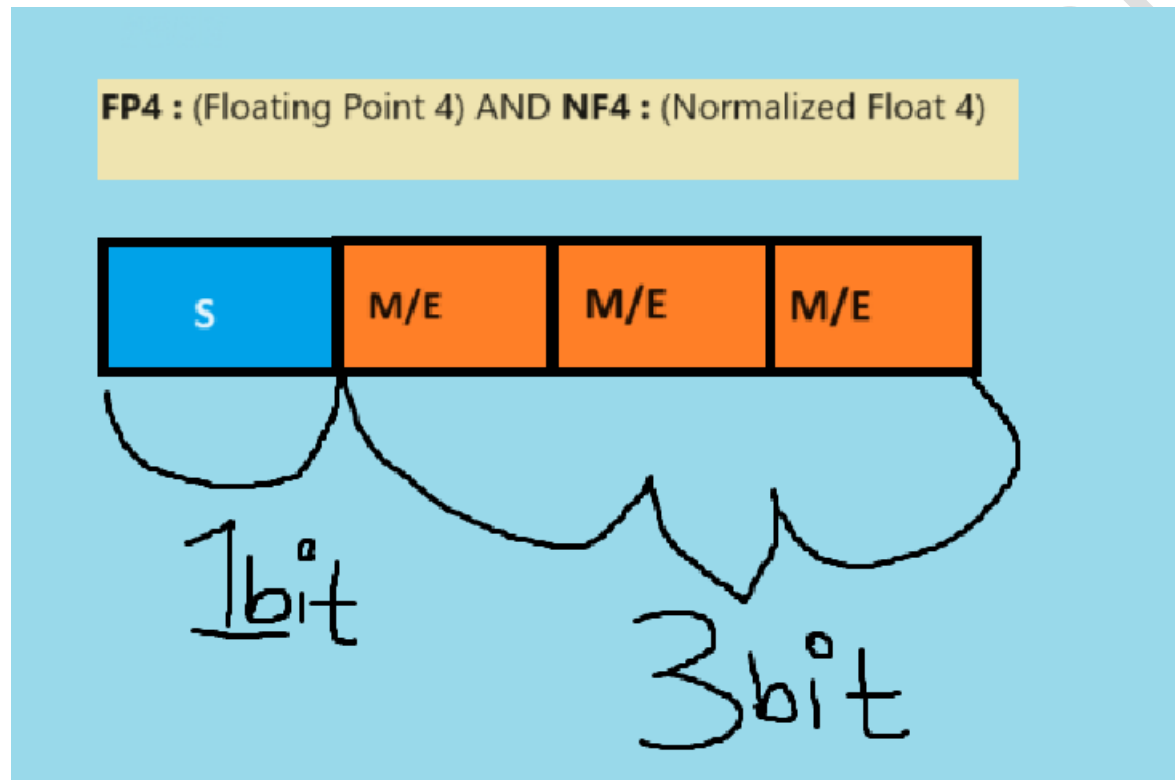 FP4 : (Floating Point 4) AND NF4 : (Normalized Float 4)
S M/E M/E M/E
1bit
3bit